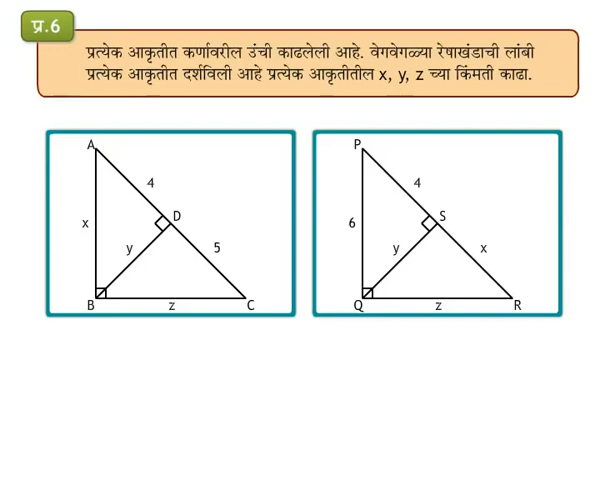 प्र.6
प्रत्येक आकृतीत कर्णावरील उंची काढलेली आहे. वेगवेगळ्या रेषाखंडाची लांबी
प्रत्येक आकृतीत दर्शविली आहे प्रत्येक आकृतीतील x, y, z च्या किंमती काढा.
A
4
D
x
y
5
B
z
C
P
4
S
6
y
x
Q
z
R